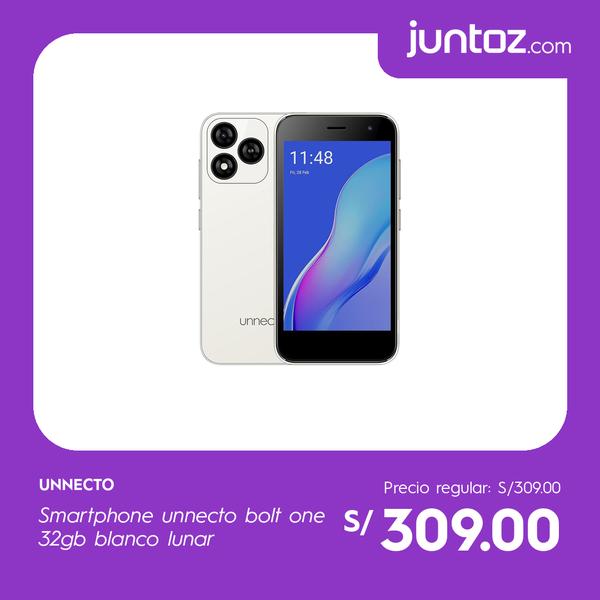 juntoz.com
11:48
Fri, 28 Feb
unnec
UNNECTO
Smartphone unnecto bolt one
32gb blanco lunar
Precio regular: S/309.00
S/ 309.00